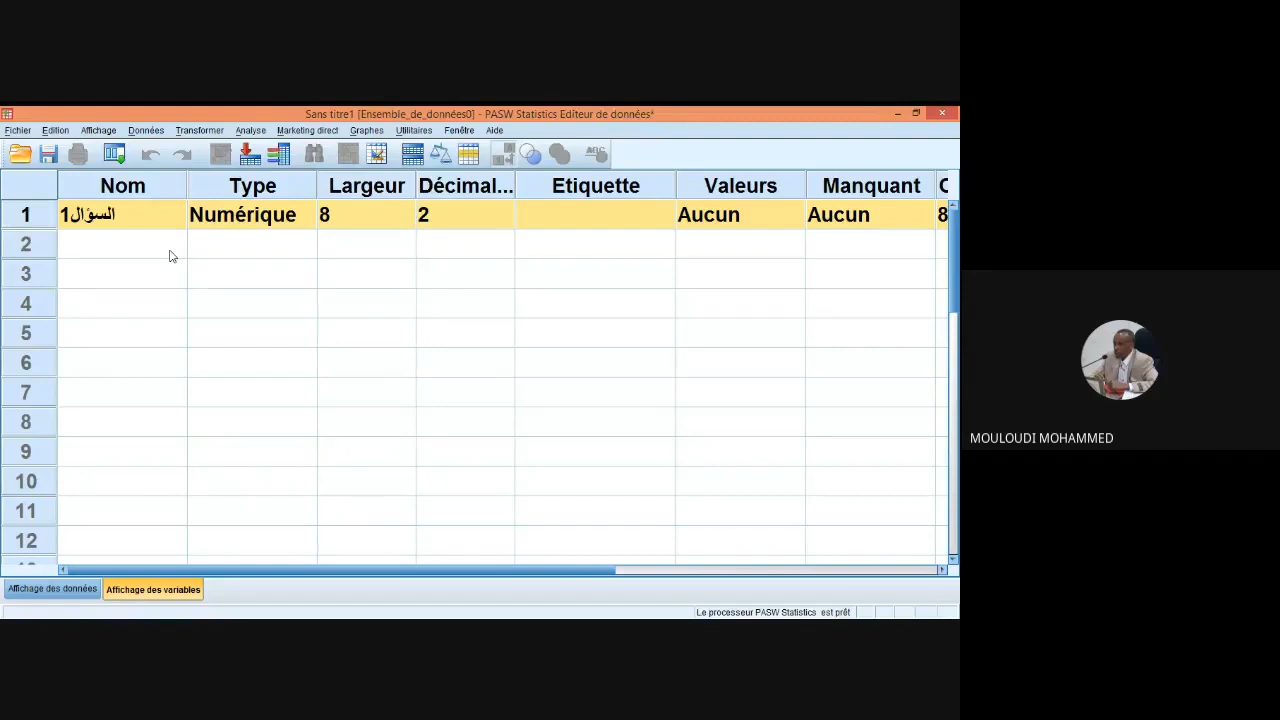 Sans titre1 [Ensemble_de_données0] - PASW Statistics Editeur de données*
Fichier Edition Affichage Données Transformer Analyse Marketing direct Graphes Utilitaires Fenêtre Aide
Nom Type Largeur Décimal... Etiquette Valeurs Manquant C
1 السؤال1 Numérique 8 2 Aucun Aucun 8
2
3
4
5
6
7
8
9
10
11
12
Affichage des données Affichage des variables
Le processeur PASW Statistics est prêt
MOULOUDI MOHAMMED